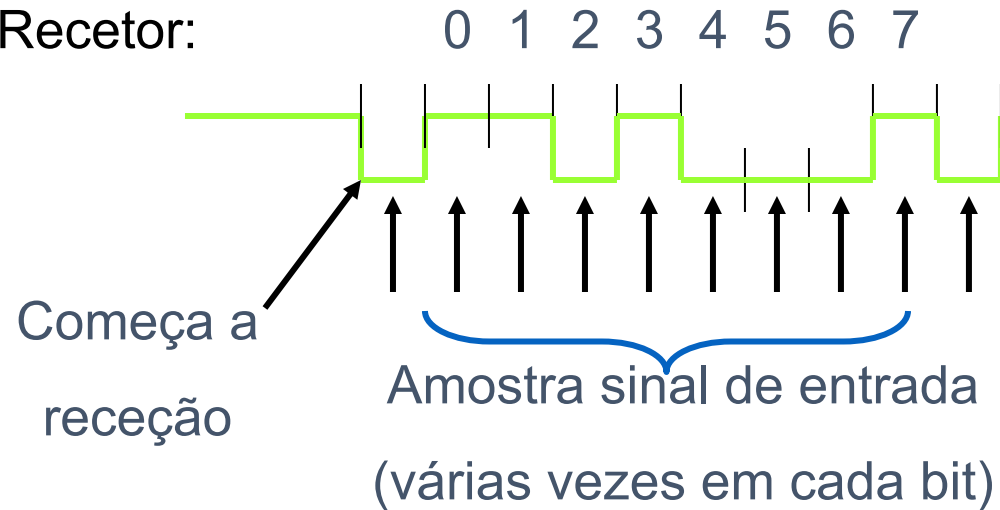 Recetor: 0 1 2 3 4 5 6 7
Começa a
receção
Amostra sinal de entrada
(várias vezes em cada bit)